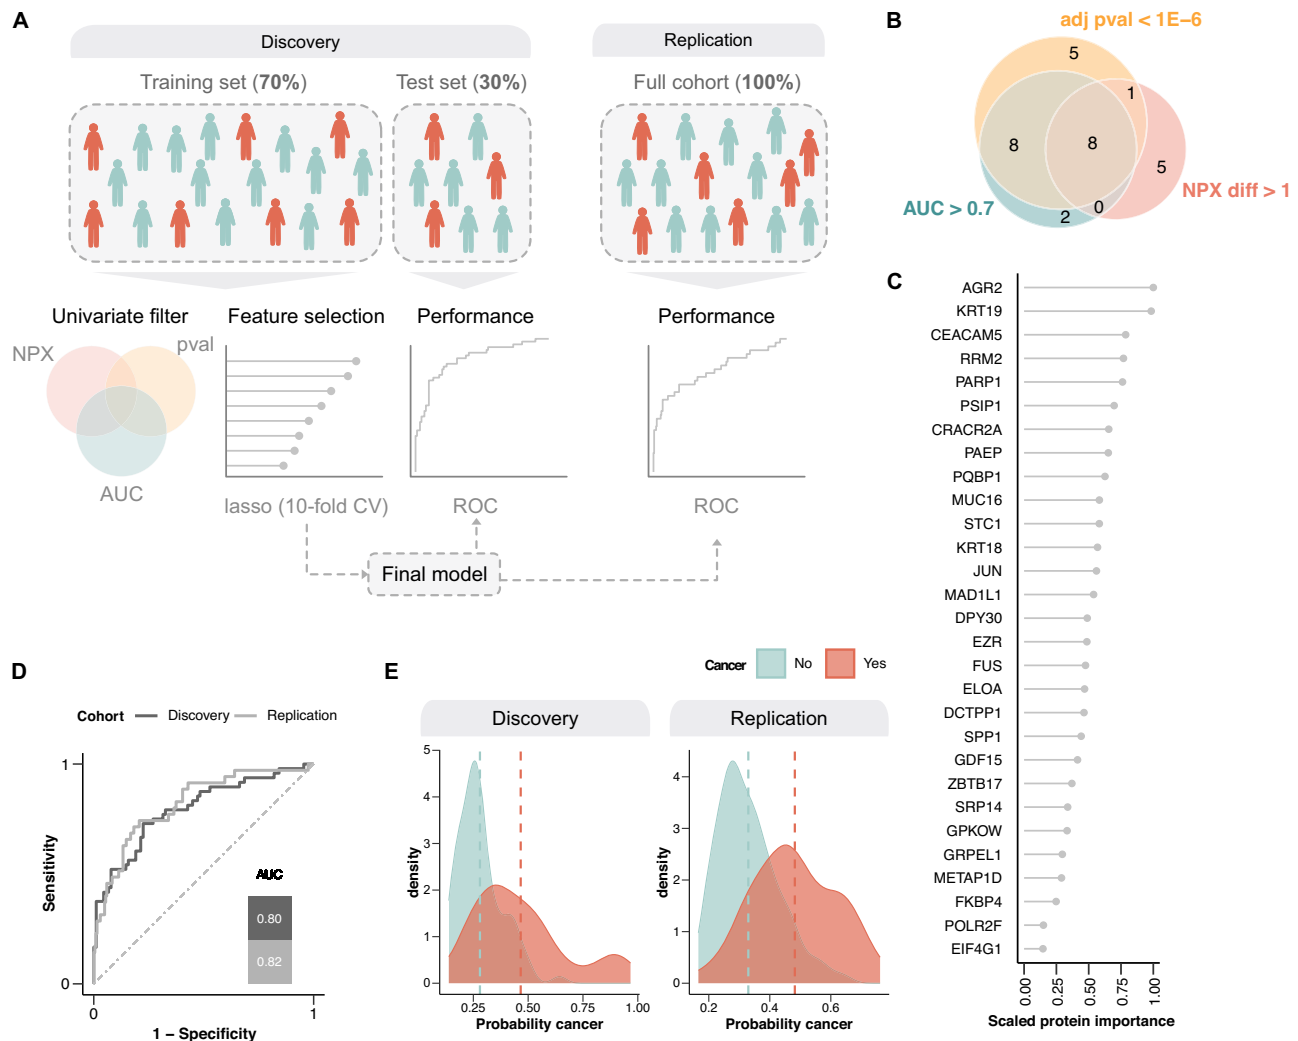 A
Discovery
Replication
Training set (70%)
Test set (30%)
Full cohort (100%)
Univariate filter
Feature selection
Performance
Performance
NPX
pval
AUC
lasso (10-fold CV)
ROC
ROC
Final model
B
adj pval < 1E−6
5
1
8
8
5
2
0
AUC > 0.7
NPX diff > 1
C
AGR2
KRT19
CEACAM5
RRM2
PARP1
PSIP1
CRACR2A
PAEP
PQBP1
MUC16
STC1
KRT18
JUN
MAD1L1
DPY30
EZR
FUS
ELOA
DCTPP1
SPP1
GDF15
ZBTB17
SRP14
GPKOW
GRPEL1
METAP1D
FKBP4
POLR2F
EIF4G1
0.00
0.25
0.50
0.75
1.00
Scaled protein importance
D
Cohort
Discovery
Replication
1
0
Sensitivity
AUC
0.80
0.82
0
1
1 − Specificity
E
Cancer
No
Yes
Discovery
Replication
5
4
3
2
1
0
density
0.25
0.50
0.75
1.00
Probability cancer
4
3
2
1
0
density
0.2
0.4
0.6
Probability cancer